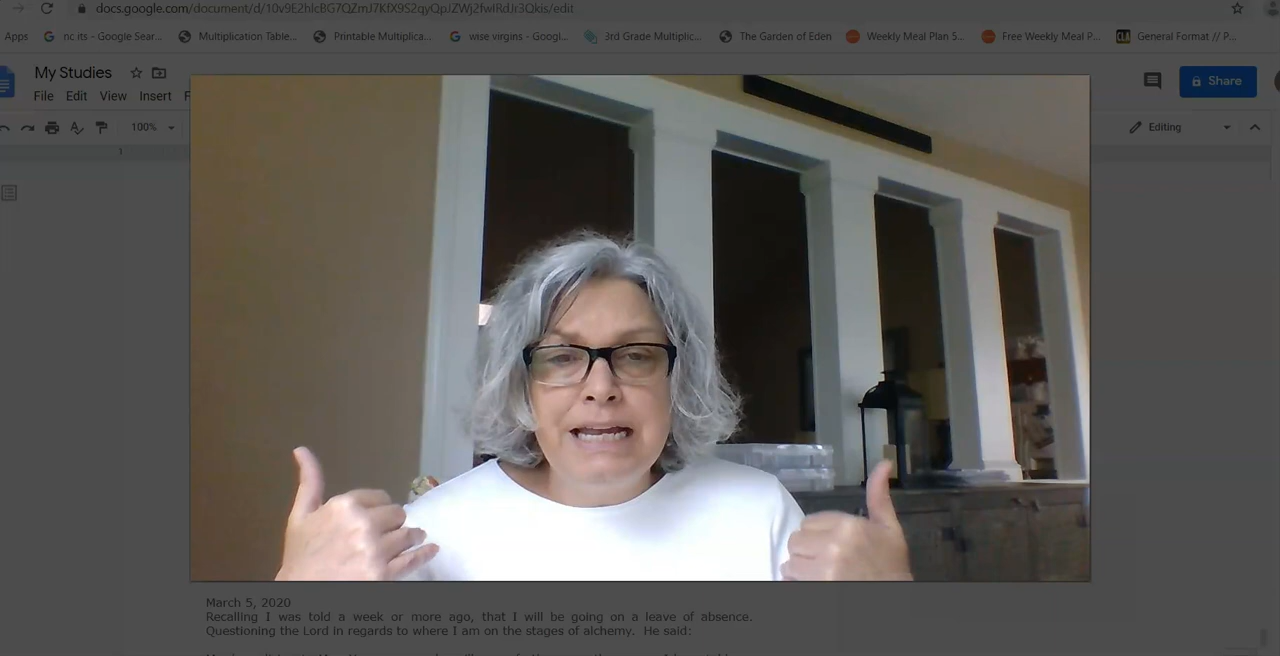 docs.google.com/document/d/10v9E2hlcBG7QZmJ7KfX9S2qyQpJZWj2fwIRdJr3Qkis/edit
Apps nc its - Google Sear... Multiplication Table... Printable Multiplica... wise virgins - Googl... 3rd Grade Multiplic... The Garden of Eden Weekly Meal Plan 5... Free Weekly Meal P... CLA General Format // P...
My Studies
Share
File Edit View Insert F
100%
Editing
1
March 5, 2020
Recalling I was told a week or more ago, that I will be going on a leave of absence.
Questioning the Lord in regards to where I am on the stages of alchemy. He said: